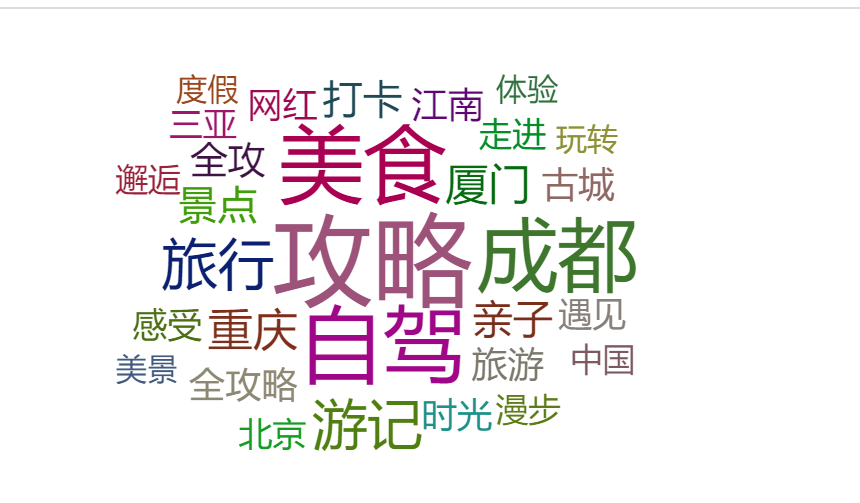 度假
网红
打卡
江南
体验
三亚
全攻
美食
走进
玩转
邂逅
景点
厦门
古城
旅行
攻略
成都
感受
重庆
自驾
亲子
遇见
美景
全攻略
旅游
中国
北京
游记
时光
漫步